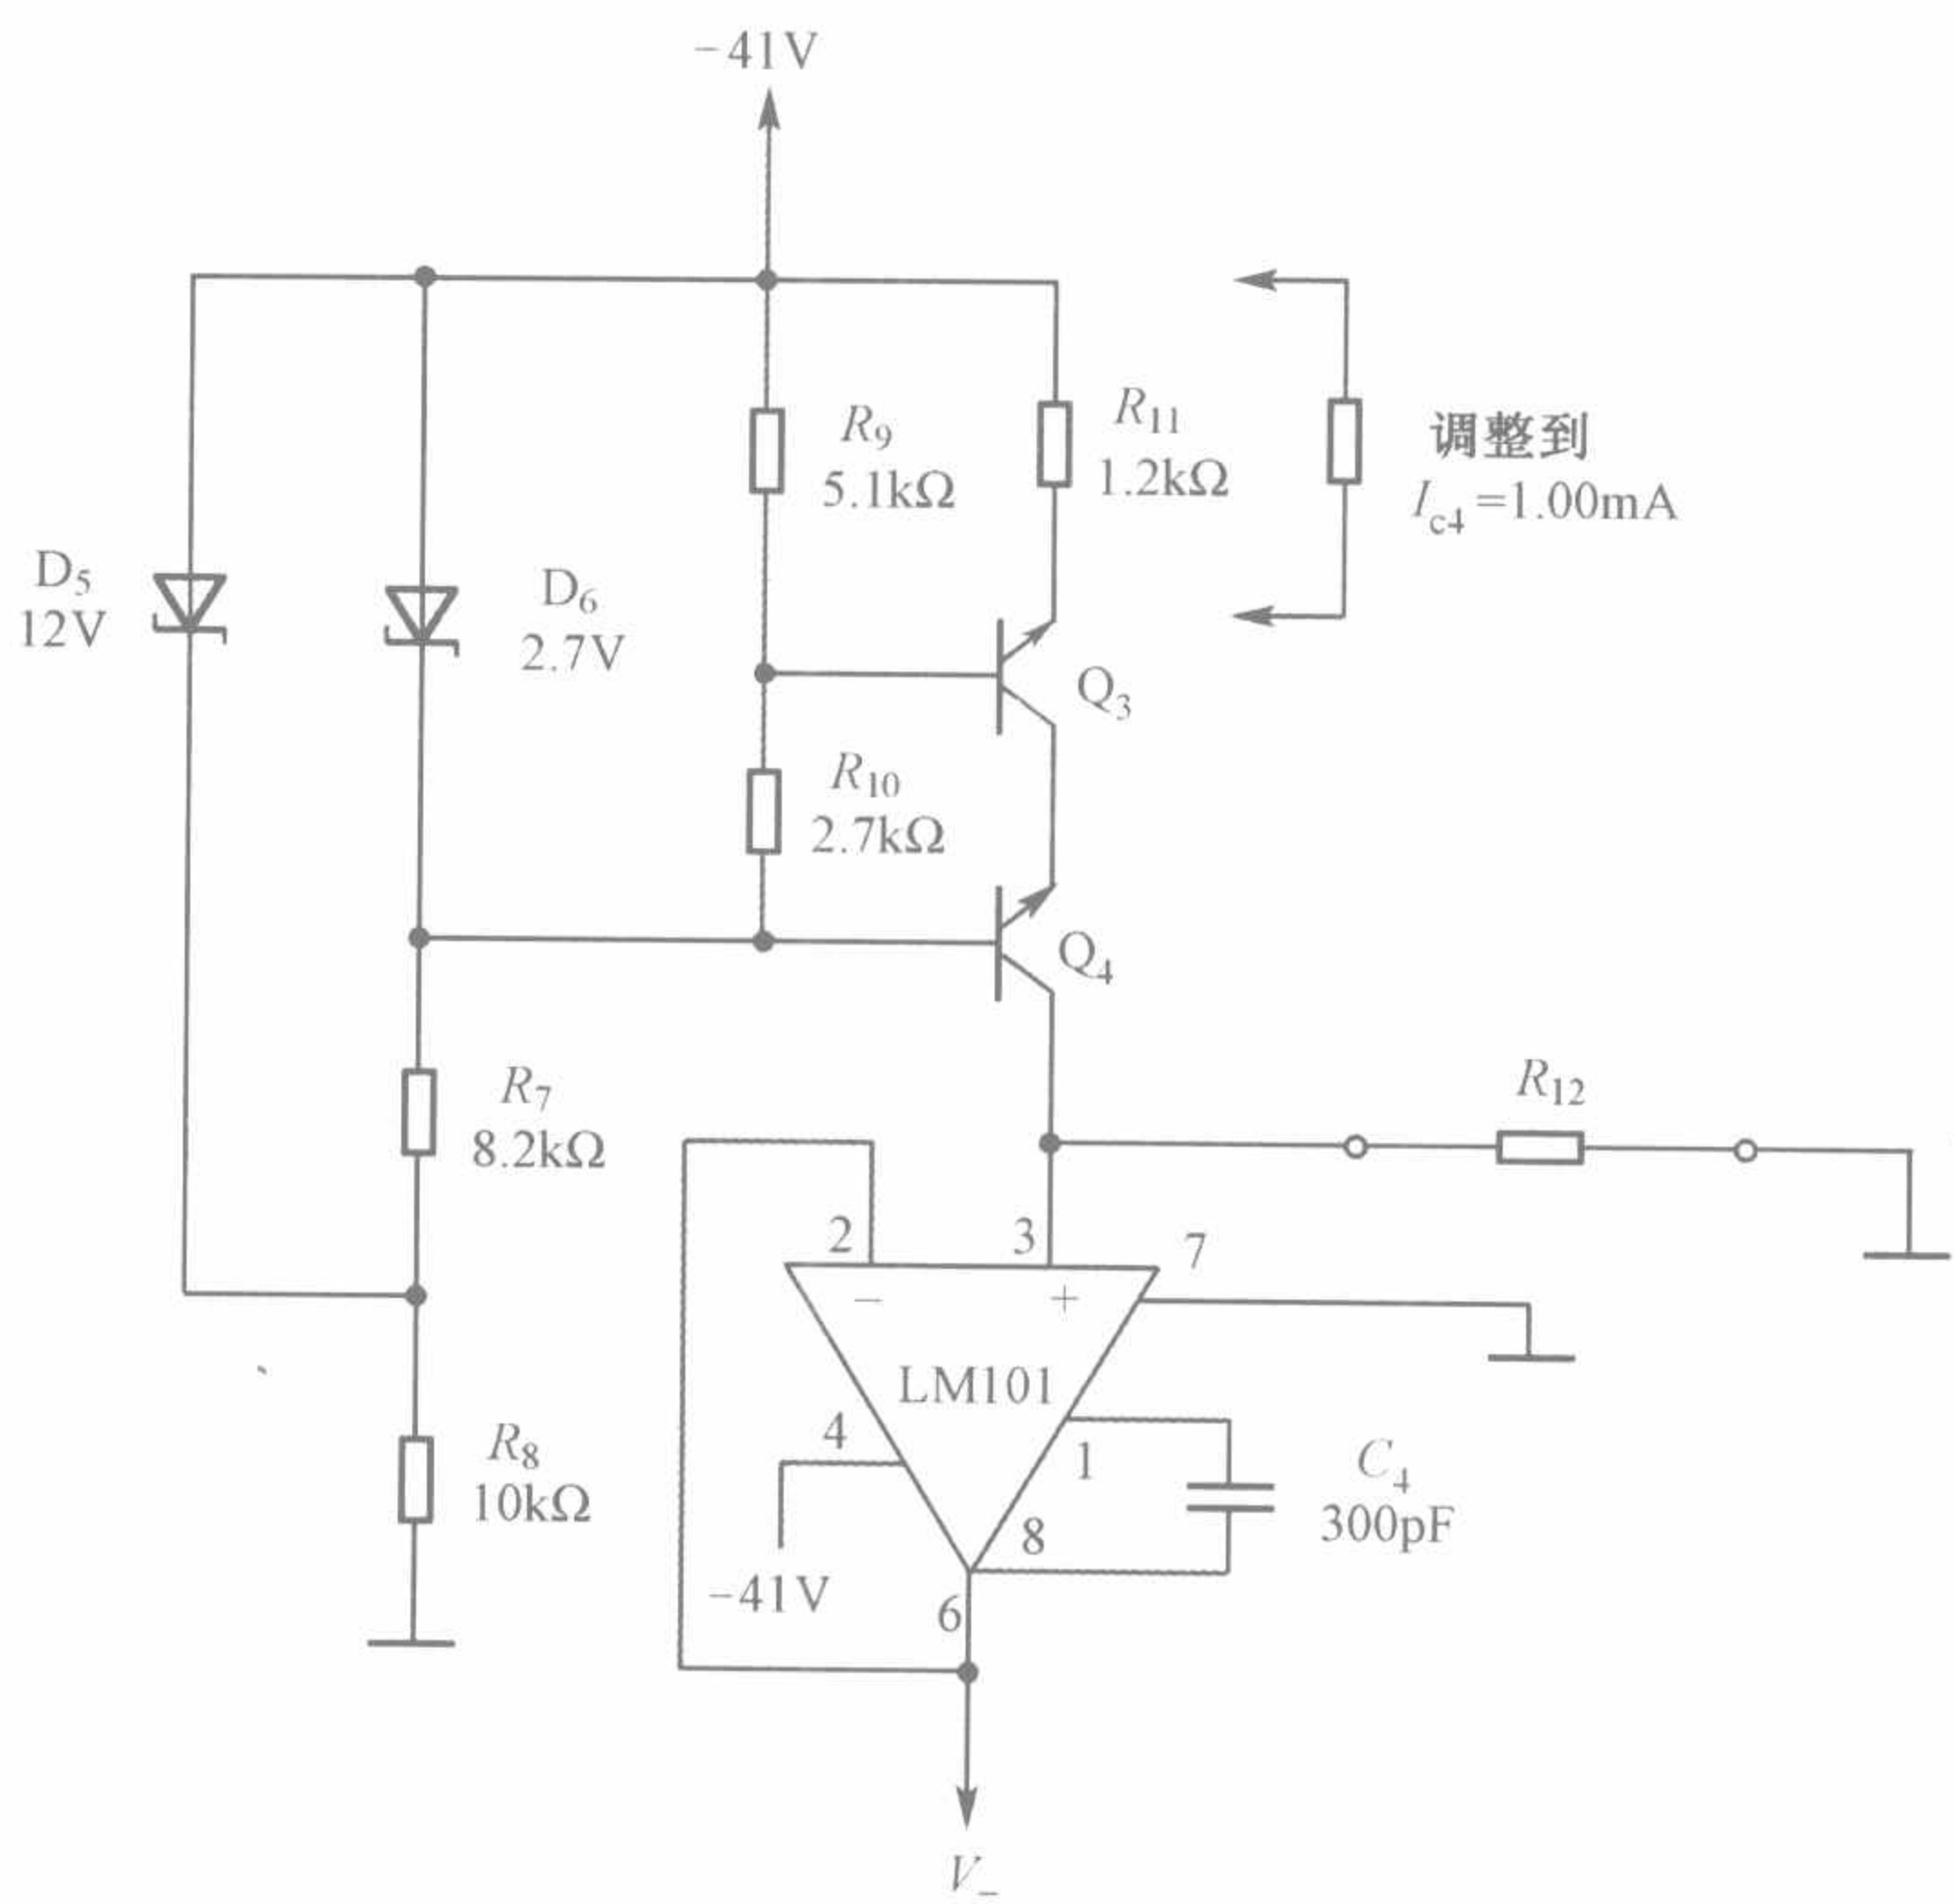 −41V
R9
5.1kΩ
R11
1.2kΩ
调整到
Ic4 =1.00mA
D5
12V
D6
2.7V
Q3
R10
2.7kΩ
Q4
R7
8.2kΩ
R12
2
3
7
−
+
LM101
4
1
C4
300pF
R8
10kΩ
8
−41V
6
V−